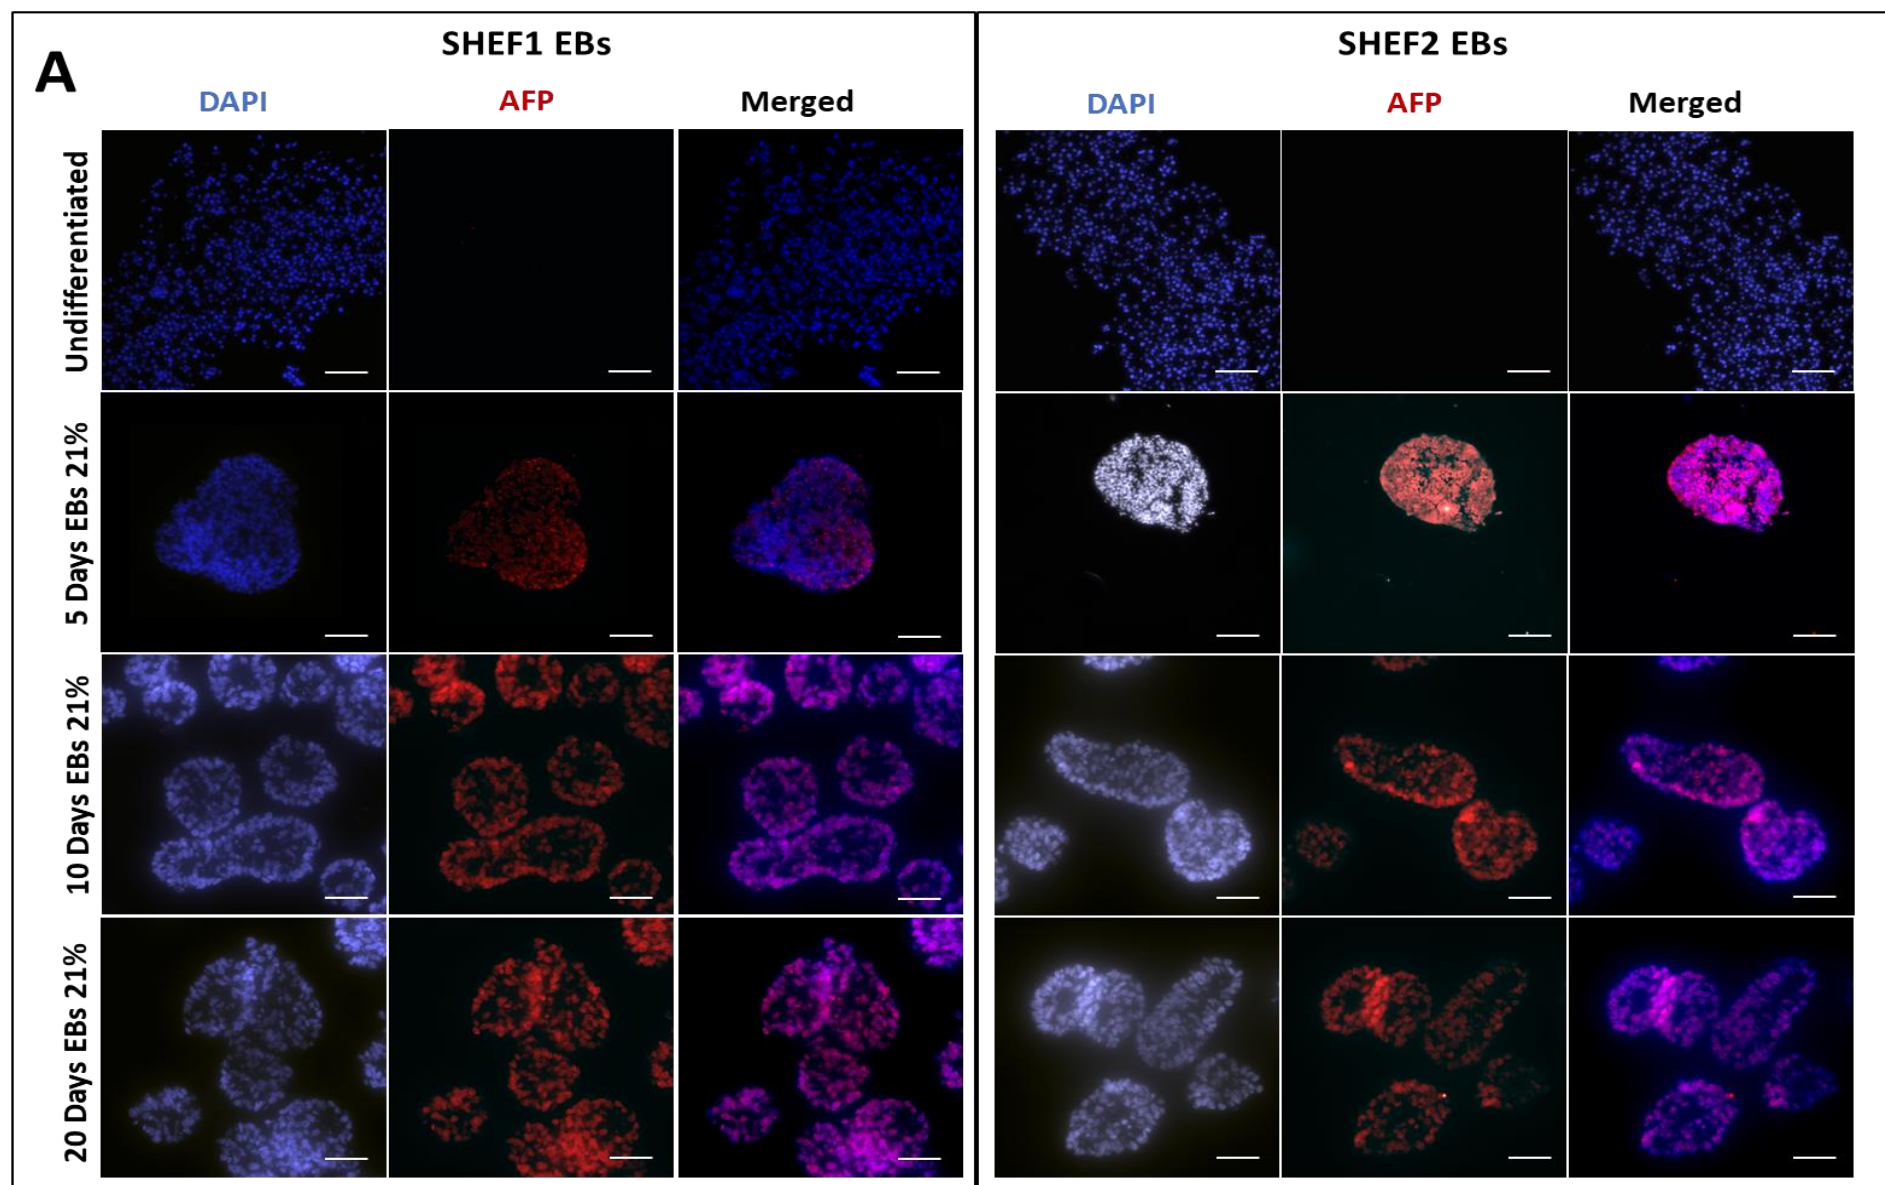 A
SHEF1 EBs
SHEF2 EBs
DAPI
AFP
Merged
DAPI
AFP
Merged
Undifferentiated
5 Days EBs 21%
10 Days EBs 21%
20 Days EBs 21%